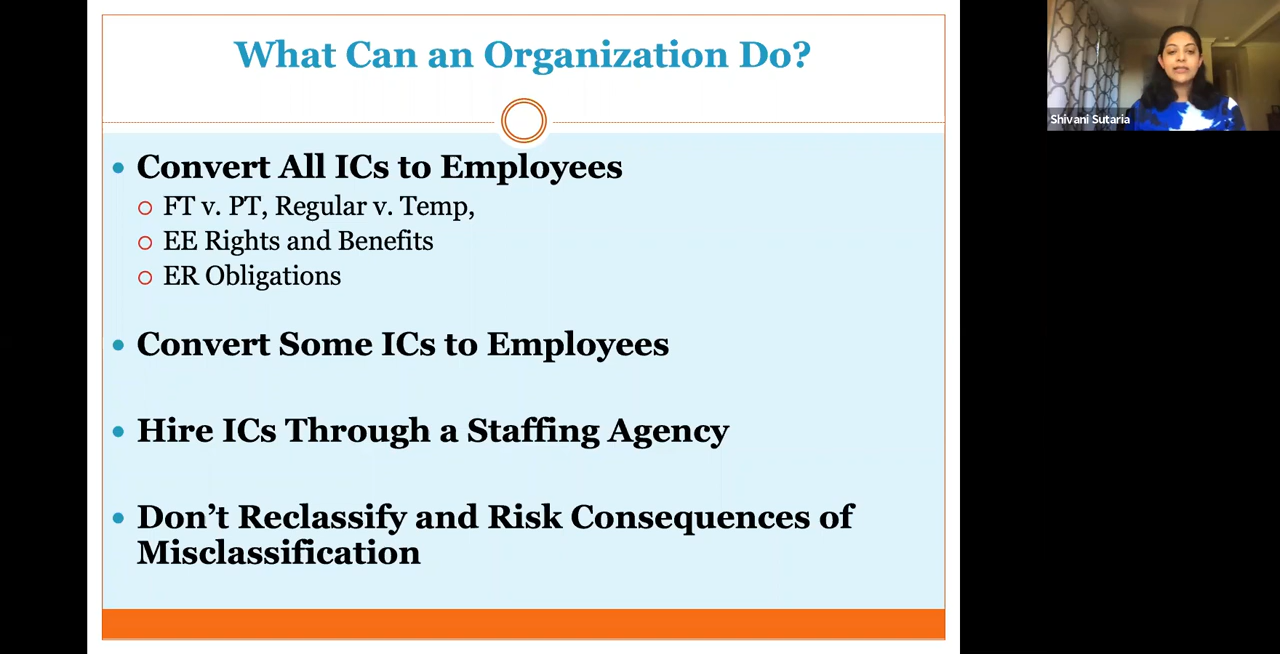 What Can an Organization Do?
Shivani Sutaria
Convert All ICs to Employees
FT v. PT, Regular v. Temp,
EE Rights and Benefits
ER Obligations
Convert Some ICs to Employees
Hire ICs Through a Staffing Agency
Don’t Reclassify and Risk Consequences of
Misclassification